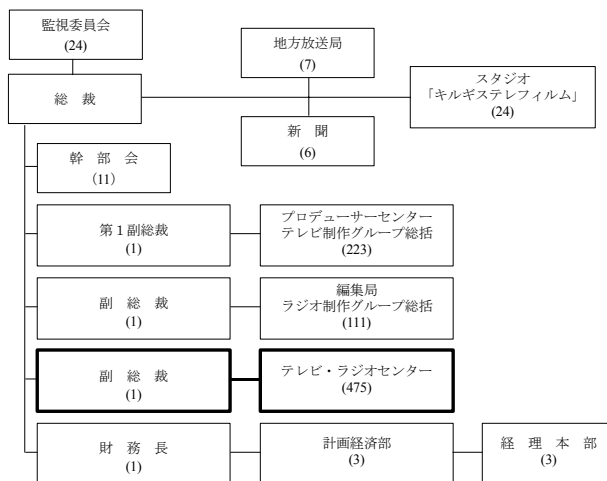 監視委員会
(24)
総 裁
地方放送局
(7)
新 聞
(6)
スタジオ
「キルギステレフィルム」
(24)
幹 部 会
(11)
第1副総裁
(1)
プロデューサーセンター
テレビ制作グループ総括
(223)
副 総 裁
(1)
編集局
ラジオ制作グループ総括
(111)
副 総 裁
(1)
テレビ・ラジオセンター
(475)
財 務 長
(1)
計画経済部
(3)
経 理 本 部
(3)